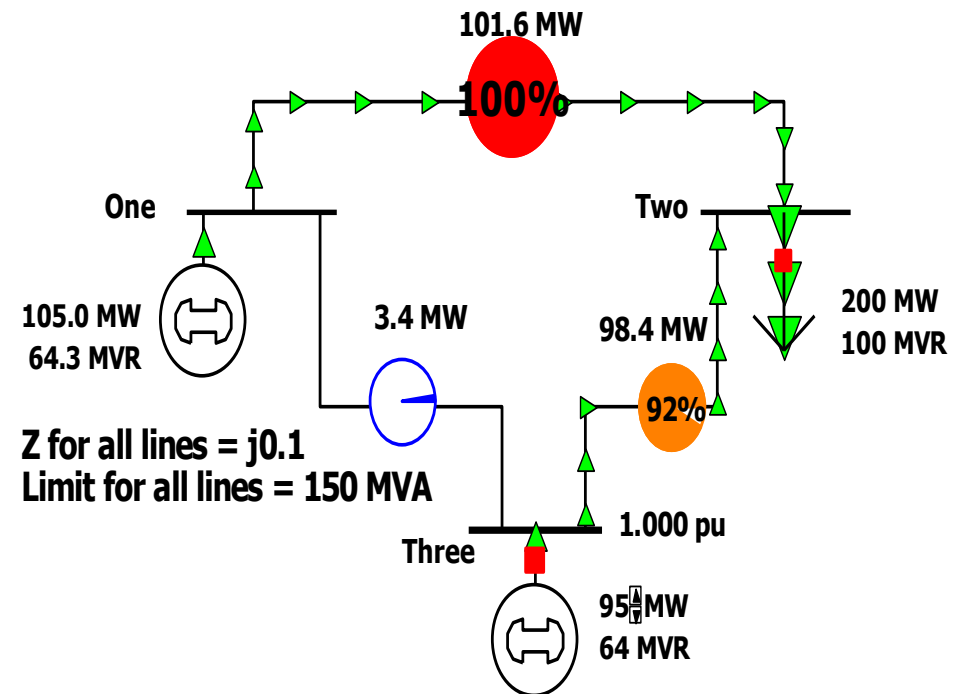 101.6 MW
100%
One
Two
105.0 MW
64.3 MVR
3.4 MW
98.4 MW
200 MW
100 MVR
92%
Z for all lines = j0.1
Limit for all lines = 150 MVA
Three
1.000 pu
95 MW
64 MVR